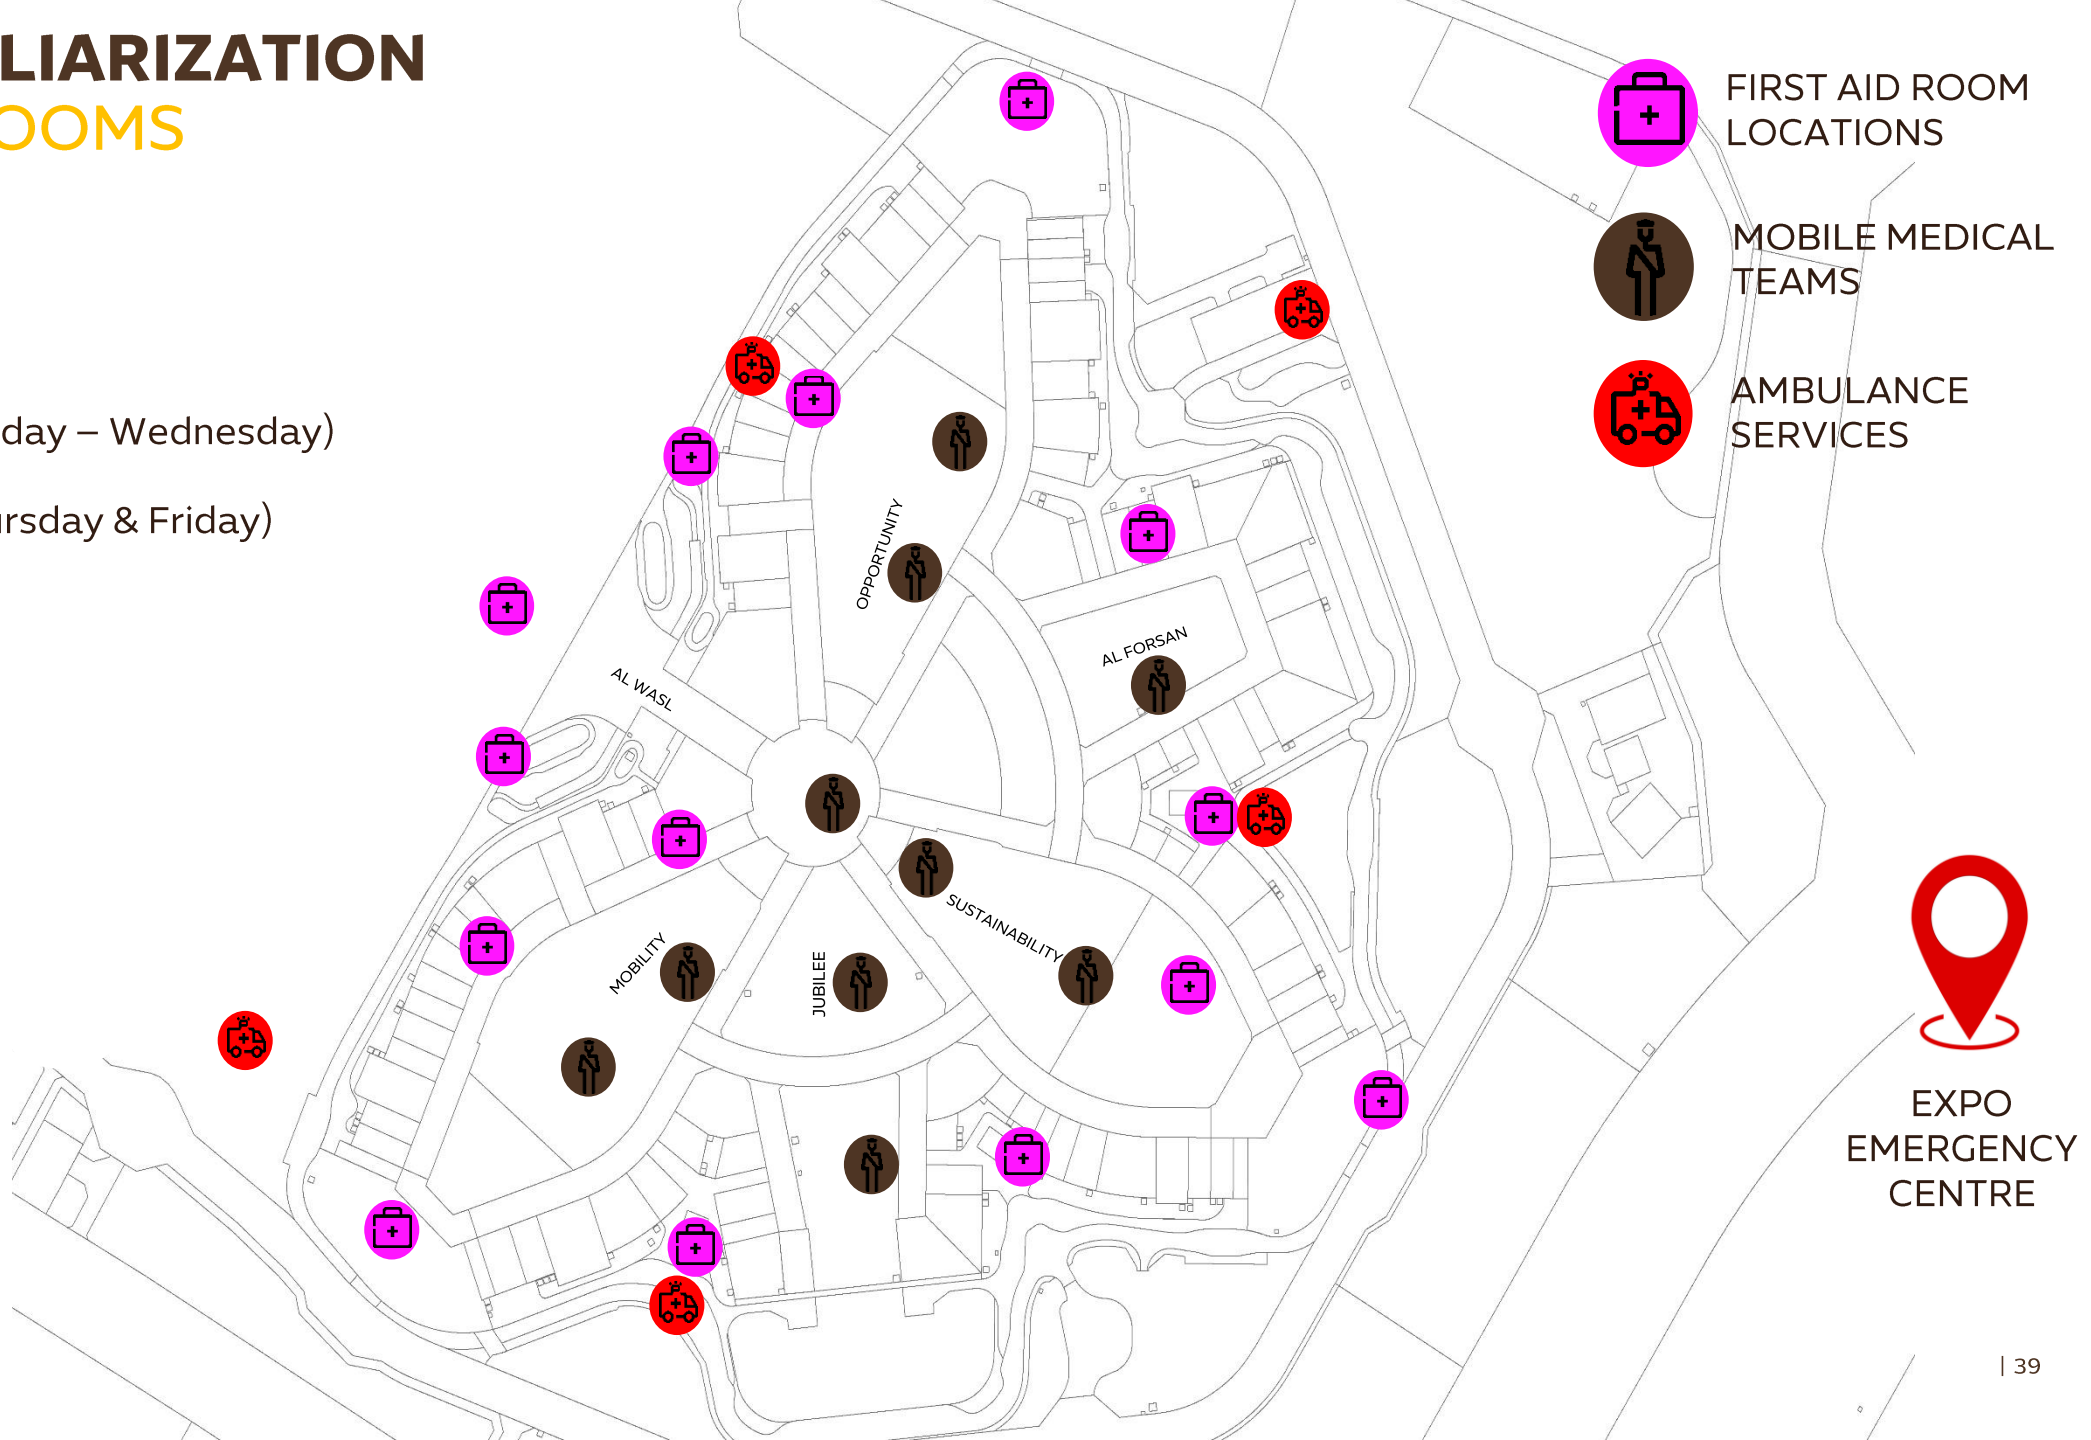 LIARIZATION
OOMS
day – Wednesday)
rsday & Friday)
FIRST AID ROOM
LOCATIONS
MOBILE MEDICAL
TEAMS
AMBULANCE
SERVICES
OPPORTUNITY
AL FORSAN
AL WASL
SUSTAINABILITY
MOBILITY
JUBILEE
EXPO
EMERGENCY
CENTRE
| 39